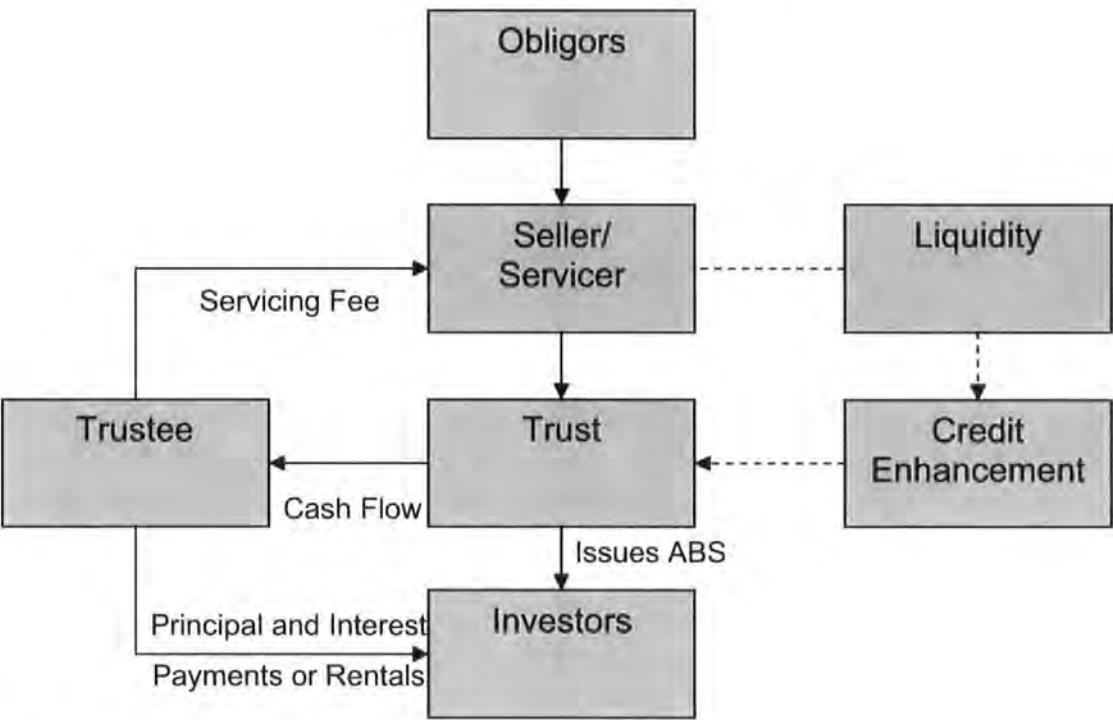 Obligors
Seller/
Servicer
Liquidity
Servicing Fee
Trustee
Trust
Credit
Enhancement
Cash Flow
Issues ABS
Principal and Interest
Payments or Rentals
Investors